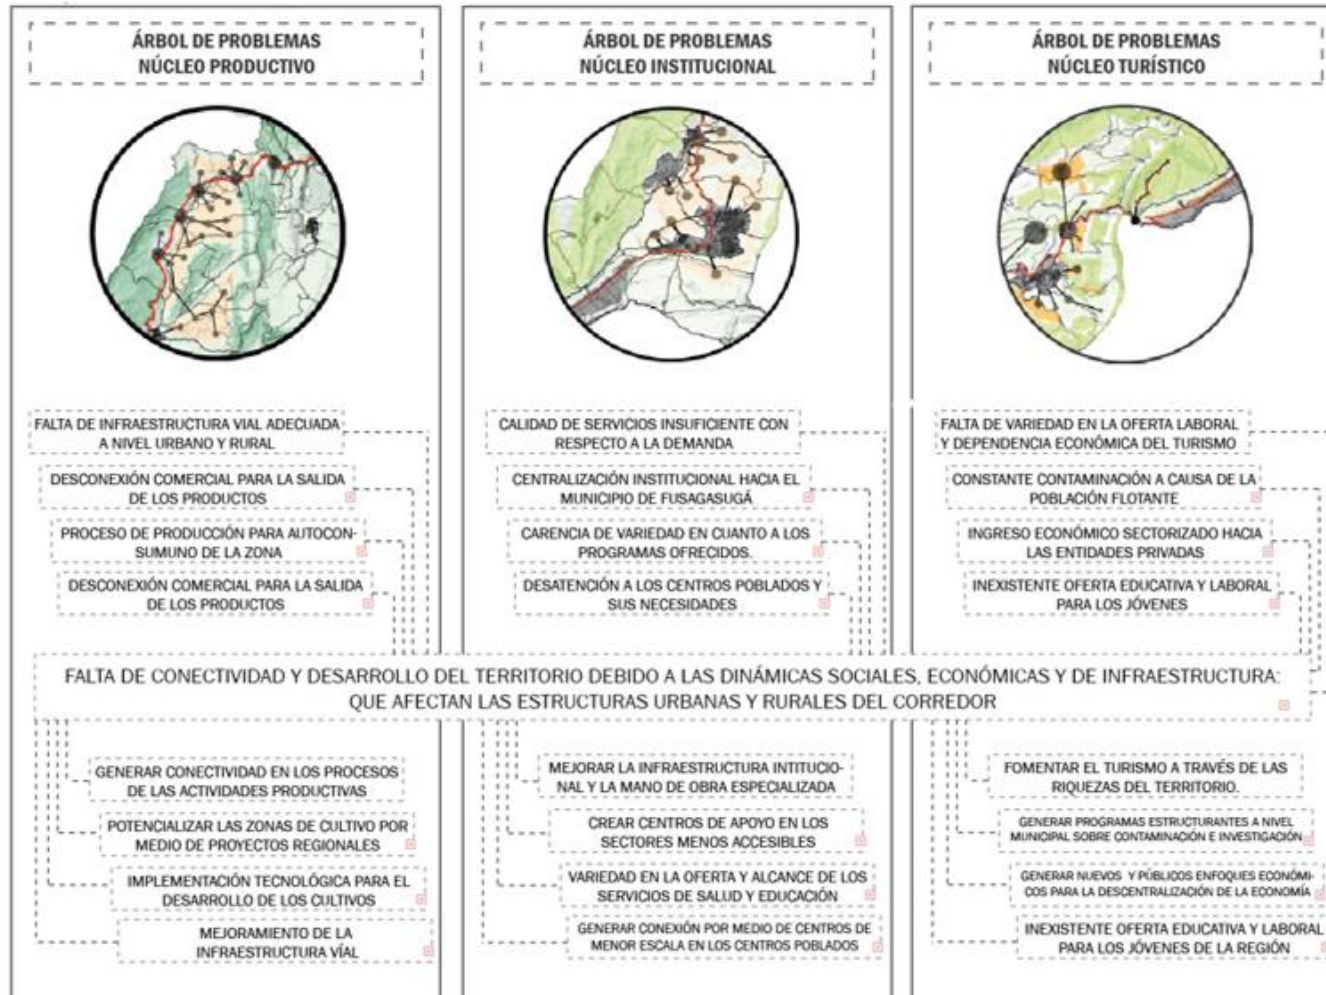 ÁRBOL DE PROBLEMAS
NÚCLEO PRODUCTIVO
FALTA DE INFRAESTRUCTURA VIAL ADECUADA
A NIVEL URBANO Y RURAL
DESCONEXIÓN COMERCIAL PARA LA SALIDA
DE LOS PRODUCTOS
PROCESO DE PRODUCCIÓN PARA AUTOCON-
SUMUNO DE LA ZONA
DESCONEXIÓN COMERCIAL PARA LA SALIDA
DE LOS PRODUCTOS
ÁRBOL DE PROBLEMAS
NÚCLEO INSTITUCIONAL
CALIDAD DE SERVICIOS INSUFICIENTE CON
RESPECTO A LA DEMANDA
CENTRALIZACIÓN INSTITUCIONAL HACIA EL
MUNICIPIO DE FUSAGASUGÁ
CARENCIA DE VARIEDAD EN CUANTO A LOS
PROGRAMAS OFRECIDOS.
DESATENCIÓN A LOS CENTROS POBLADOS Y
SUS NECESIDADES
ÁRBOL DE PROBLEMAS
NÚCLEO TURÍSTICO
FALTA DE VARIEDAD EN LA OFERTA LABORAL
Y DEPENDENCIA ECONÓMICA DEL TURISMO
CONSTANTE CONTAMINACIÓN A CAUSA DE LA
POBLACIÓN FLOTANTE
INGRESO ECONÓMICO SECTORIZADO HACIA
LAS ENTIDADES PRIVADAS
INEXISTENTE OFERTA EDUCATIVA Y LABORAL
PARA LOS JÓVENES
FALTA DE CONECTIVIDAD Y DESARROLLO DEL TERRITORIO DEBIDO A LAS DINÁMICAS SOCIALES, ECONÓMICAS Y DE INFRAESTRUCTURA:
QUE AFECTAN LAS ESTRUCTURAS URBANAS Y RURALES DEL CORREDOR
GENERAR CONECTIVIDAD EN LOS PROCESOS
DE LAS ACTIVIDADES PRODUCTIVAS
POTENCIALIZAR LAS ZONAS DE CULTIVO POR
MEDIO DE PROYECTOS REGIONALES
IMPLEMENTACIÓN TECNOLÓGICA PARA EL
DESARROLLO DE LOS CULTIVOS
MEJORAMIENTO DE LA
INFRAESTRUCTURA VÍAL
MEJORAR LA INFRAESTRUCTURA INTITUCIO-
NAL Y LA MANO DE OBRA ESPECIALIZADA
CREAR CENTROS DE APOYO EN LOS
SECTORES MENOS ACCESIBLES
VARIEDAD EN LA OFERTA Y ALCANCE DE LOS
SERVICIOS DE SALUD Y EDUCACIÓN
GENERAR CONEXIÓN POR MEDIO DE CENTROS DE
MENOR ESCALA EN LOS CENTROS POBLADOS
FOMENTAR EL TURISMO A TRAVÉS DE LAS
RIQUEZAS DEL TERRITORIO.
GENERAR PROGRAMAS ESTRUCTURANTES A NIVEL
MUNICIPAL SOBRE CONTAMINACIÓN E INVESTIGACIÓN
GENERAR NUEVOS Y PÚBLICOS ENFOQUES ECONÓMI-
COS PARA LA DESCENTRALIZACIÓN DE LA ECONOMÍA
INEXISTENTE OFERTA EDUCATIVA Y LABORAL
PARA LOS JÓVENES DE LA REGIÓN